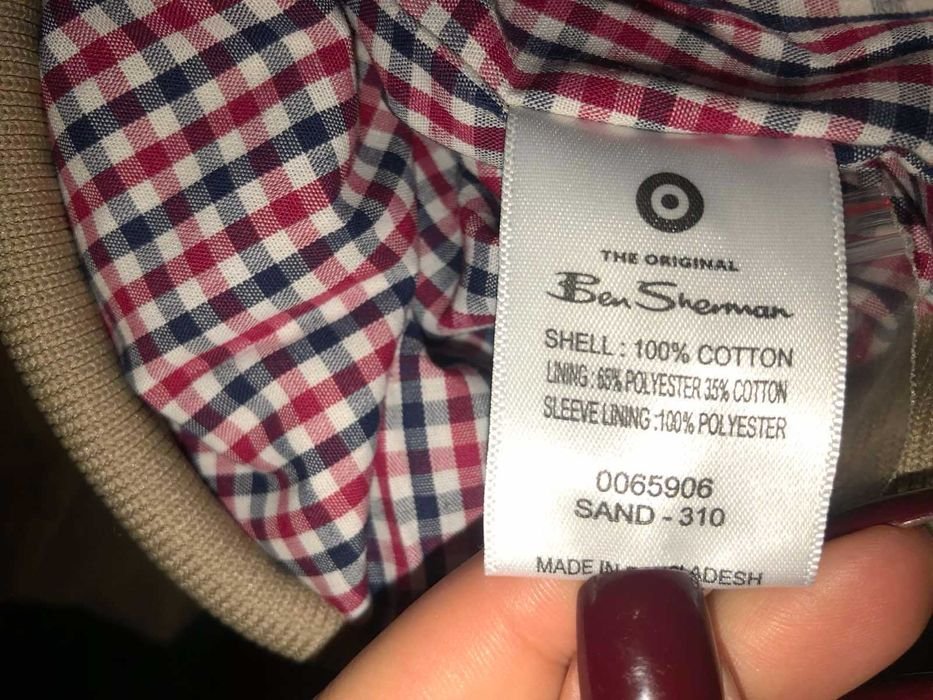 THE ORIGINAL
Ben Sherman
SHELL : 100% COTTON
LINING : 65% POLYESTER 35% COTTON
SLEEVE LINING :100% POLYESTER
0065906
SAND - 310
MADE IN BANGLADESH